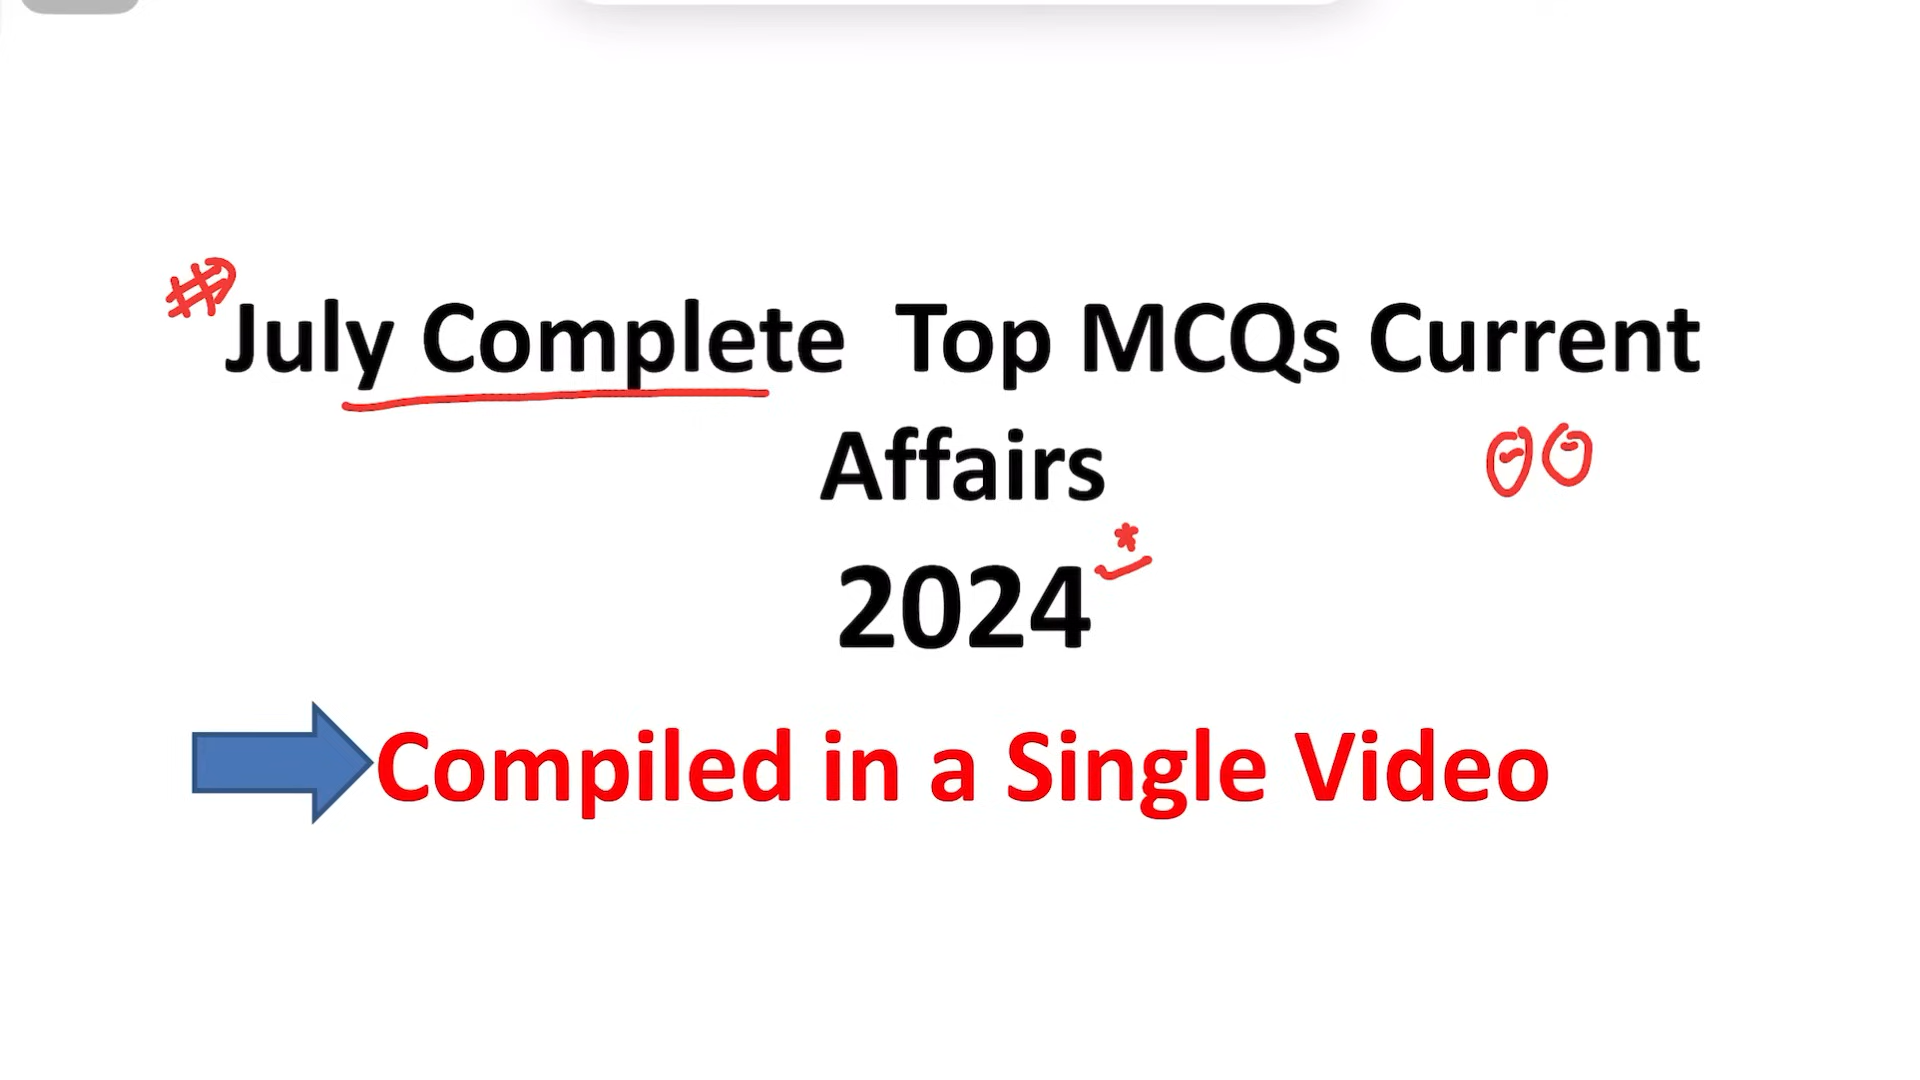 July Complete Top MCQs Current
Affairs
2024*
Compiled in a Single Video